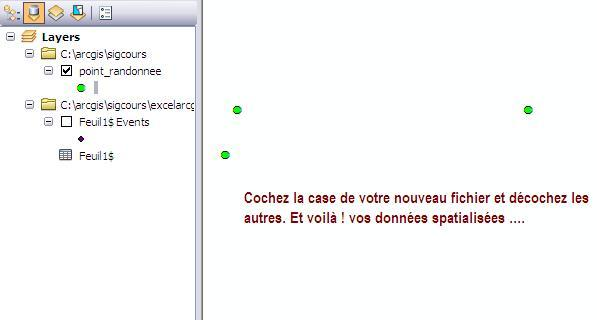 Layers
C:\arcgis\sigcours
point_randonnee
C:\arcgis\sigcours\excelarcg
Feuil1$ Events
Feuil1$
Cochez la case de votre nouveau fichier et décochez les
autres. Et voilà ! vos données spatialisées ....